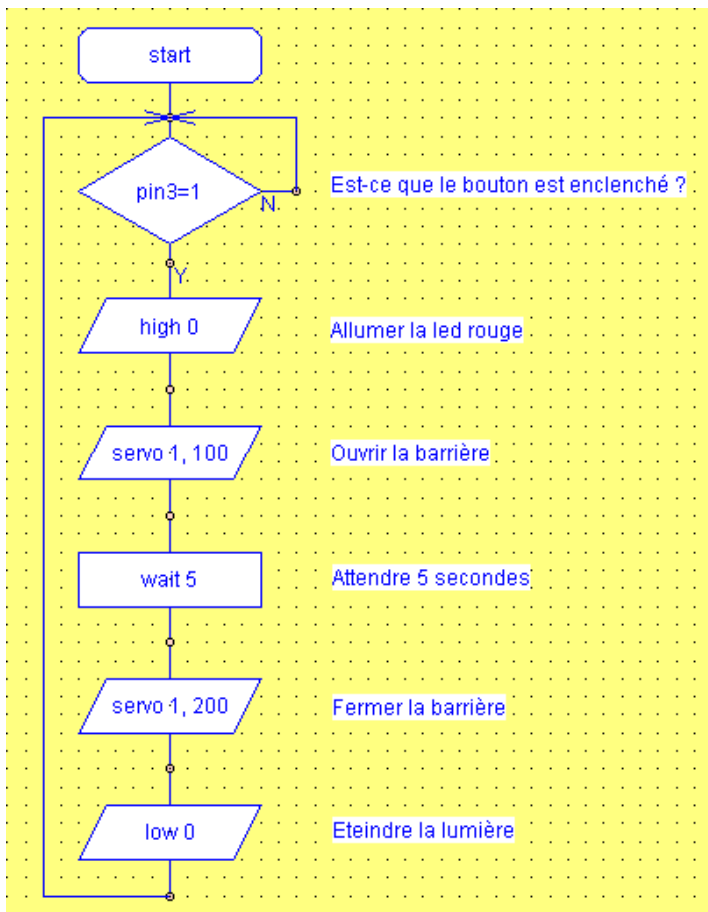 start
pin3=1
N
Est-ce que le bouton est enclenché ?
Y
high 0
Allumer la led rouge
servo 1, 100
Ouvrir la barrière
wait 5
Attendre 5 secondes
servo 1, 200
Fermer la barrière
low 0
Eteindre la lumière